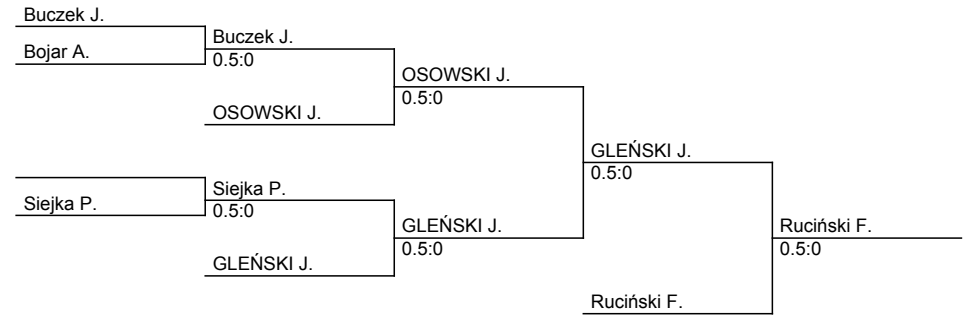 Buczek J.
Buczek J.
Bojar A.
0.5:0
OSOWSKI J.
0.5:0
OSOWSKI J.
GLEŃSKI J.
0.5:0
Siejka P.
Siejka P.
0.5:0
GLEŃSKI J.
Ruciński F.
0.5:0
0.5:0
GLEŃSKI J.
Ruciński F.